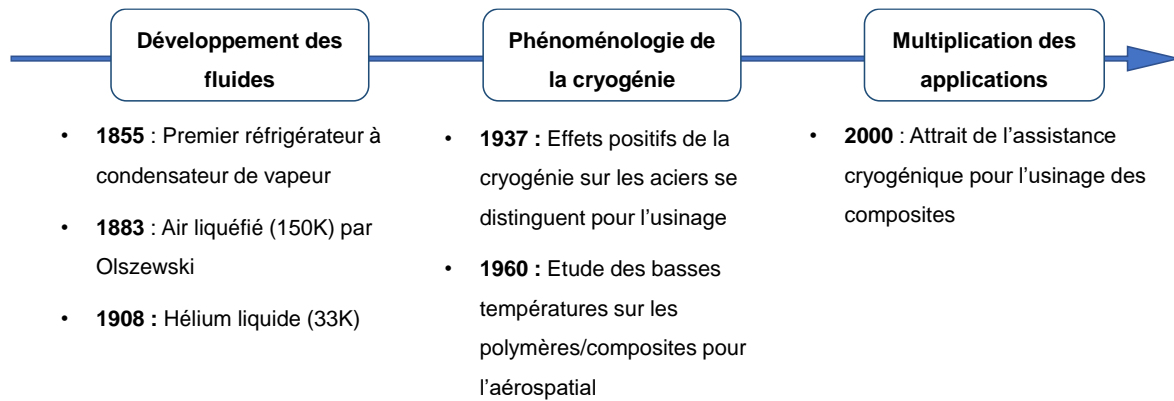 Développement des
fluides
Phénoménologie de
la cryogénie
Multiplication des
applications
• 1855 : Premier réfrigérateur à
condensateur de vapeur
• 1883 : Air liquéfié (150K) par
Olszewski
• 1908 : Hélium liquide (33K)
• 1937 : Effets positifs de la
cryogénie sur les aciers se
distinguent pour l’usinage
• 1960 : Etude des basses
températures sur les
polymères/composites pour
l’aérospatial
• 2000 : Attrait de l’assistance
cryogénique pour l’usinage des
composites